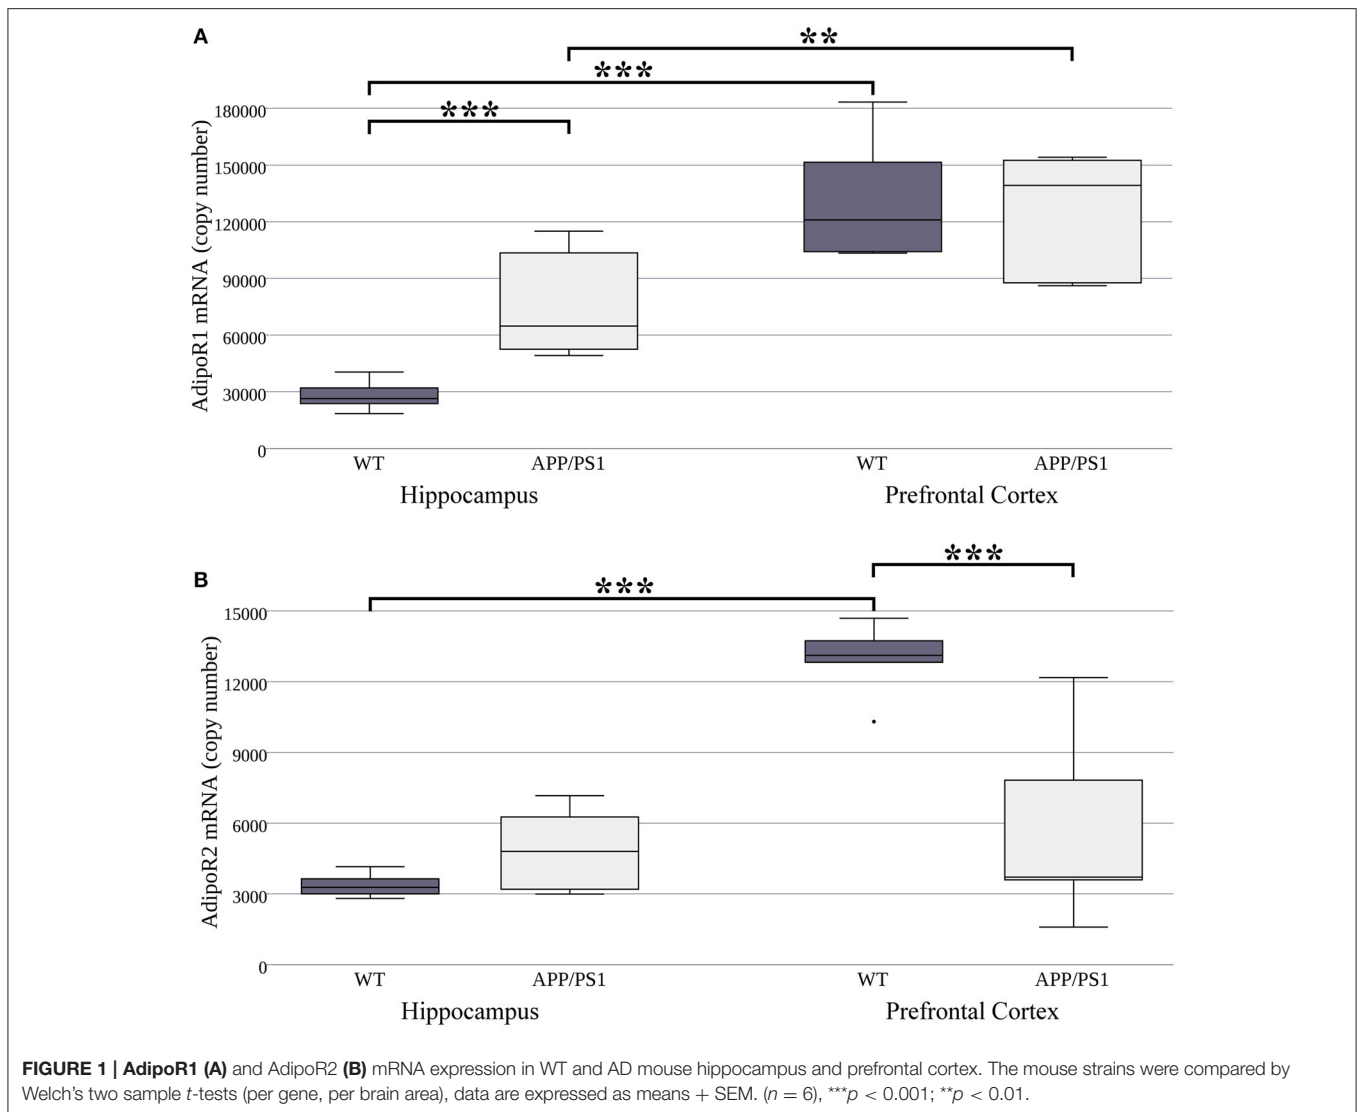 A
**
***
***
180000
150000
120000
90000
60000
30000
0
AdipoR1 mRNA (copy number)
WT
APP/PS1
WT
APP/PS1
Hippocampus
Prefrontal Cortex
B
***
***
15000
12000
9000
6000
3000
0
AdipoR2 mRNA (copy number)
WT
APP/PS1
WT
APP/PS1
Hippocampus
Prefrontal Cortex
FIGURE 1 | AdipoR1 (A) and AdipoR2 (B) mRNA expression in WT and AD mouse hippocampus and prefrontal cortex. The mouse strains were compared by
Welch's two sample t-tests (per gene, per brain area), data are expressed as means + SEM. (n = 6), ***p < 0.001; **p < 0.01.